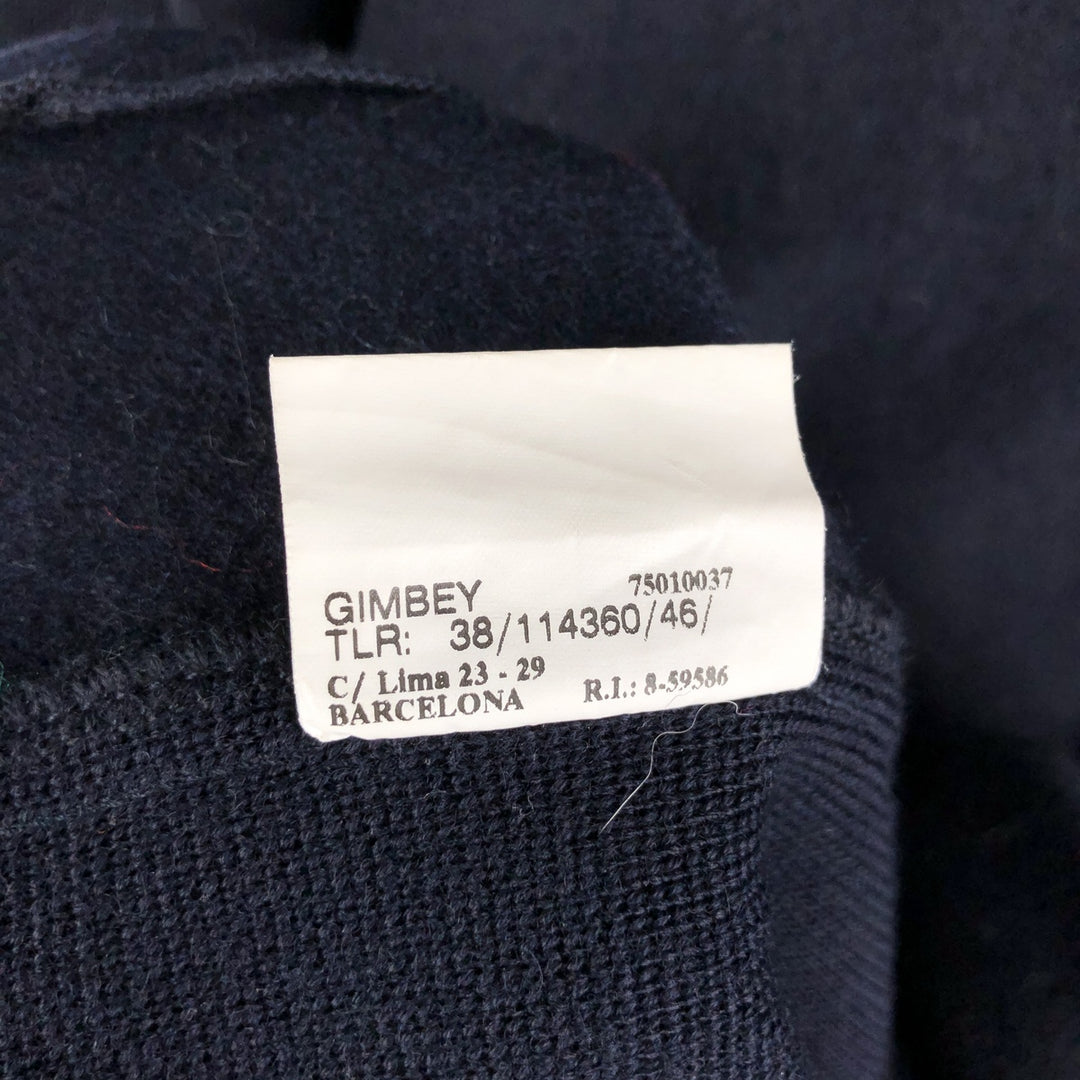 GIMBEY 75010037
TLR: 38/114360/46/
C/ Lima 23 - 29
BARCELONA R.I.: 8-59586